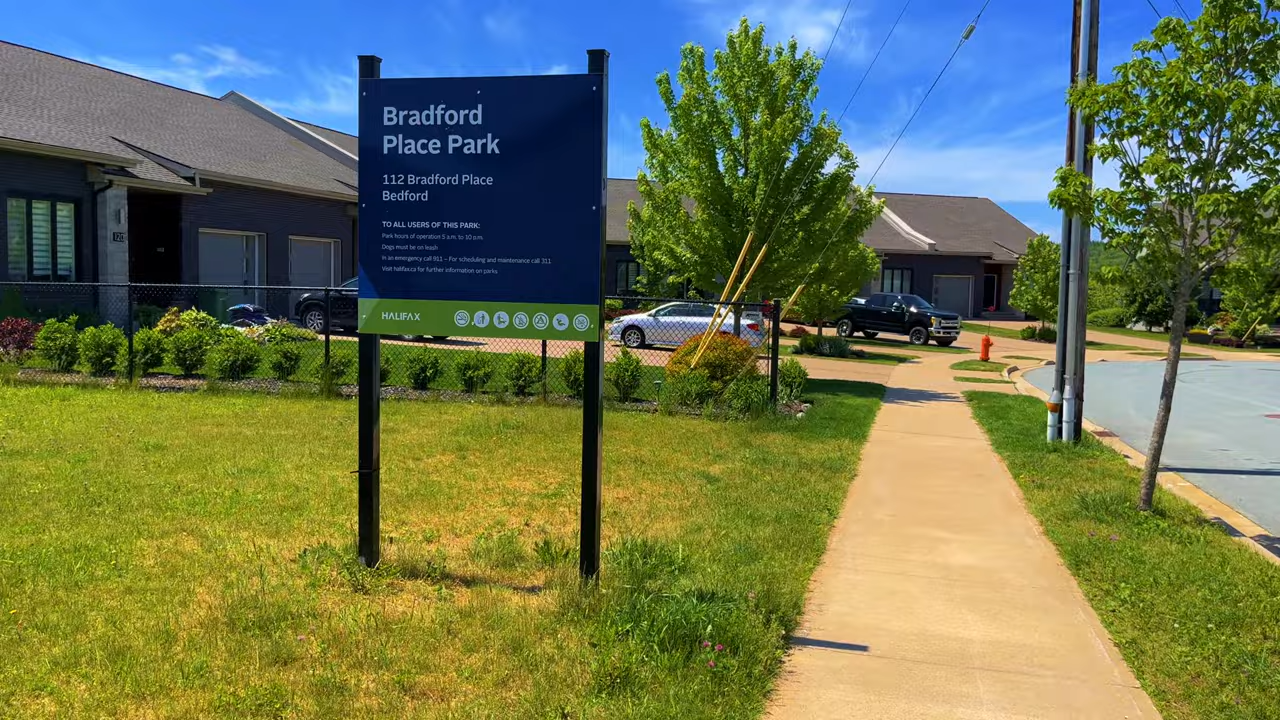 Bradford
Place Park
112 Bradford Place
Bedford
TO ALL USERS OF THIS PARK:
Park hours of operation 5 a.m. to 10 p.m.
Dogs must be on leash
In an emergency call 911 – For scheduling and maintenance call 311
Visit halifax.ca for further information on parks
HALIFAX